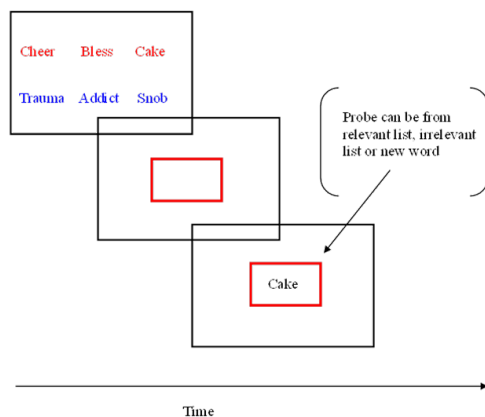 Cheer Bless Cake
Trauma Addict Snob
Probe can be from
relevant list, irrelevant
list or new word
Cake
Time